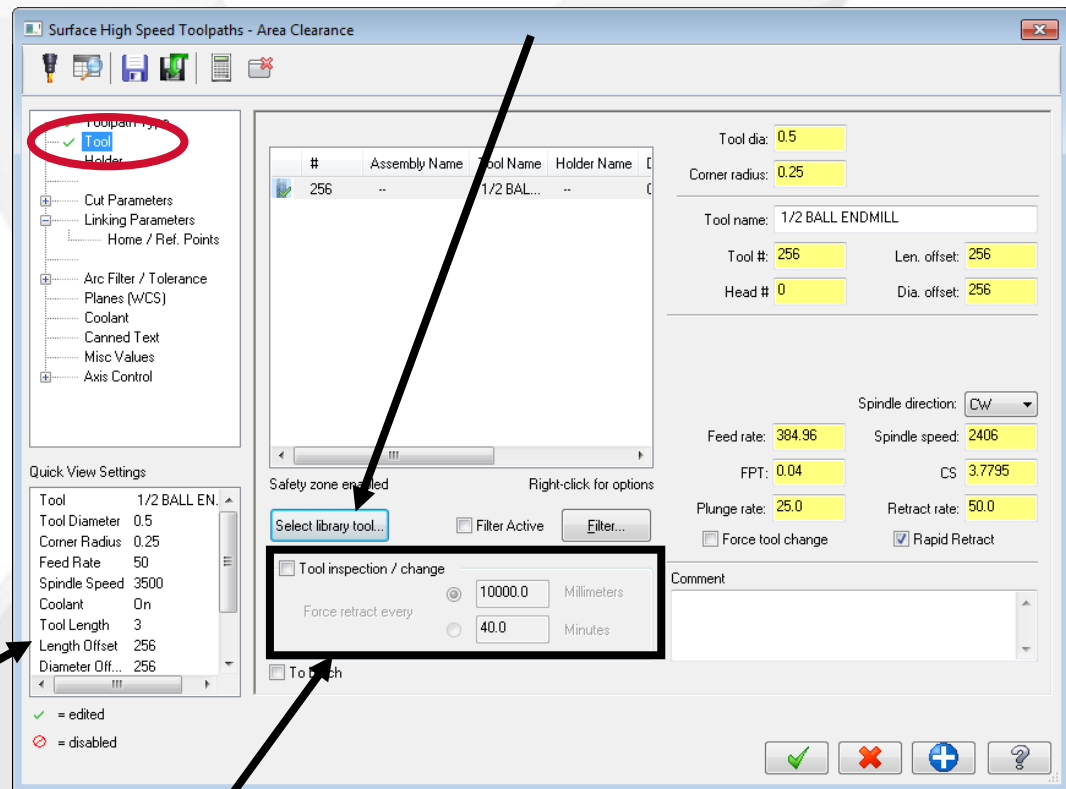 Surface High Speed Toolpaths - Area Clearance
Toolpath Type
Tool
Holder
Cut Parameters
Linking Parameters
Home / Ref. Points
Arc Filter / Tolerance
Planes (WCS)
Coolant
Canned Text
Misc Values
Axis Control
Quick View Settings
Tool 1/2 BALL EN.
Tool Diameter 0.5
Corner Radius 0.25
Feed Rate 50
Spindle Speed 3500
Coolant On
Tool Length 3
Length Offset 256
Diameter Off... 256
= edited
= disabled
# Assembly Name Tool Name Holder Name
256 -- 1/2 BAL... --
Safety zone enabled Right-click for options
Select library tool... Filter Active Filter...
Tool inspection / change
Force retract every
10000.0 Millimeters
40.0 Minutes
To batch
Tool dia: 0.5
Corner radius: 0.25
Tool name: 1/2 BALL ENDMILL
Tool #: 256 Len. offset: 256
Head # 0 Dia. offset: 256
Spindle direction: CW
Feed rate: 384.96 Spindle speed: 2406
FPT: 0.04 CS 3.7795
Plunge rate: 25.0 Retract rate: 50.0
Force tool change Rapid Retract
Comment